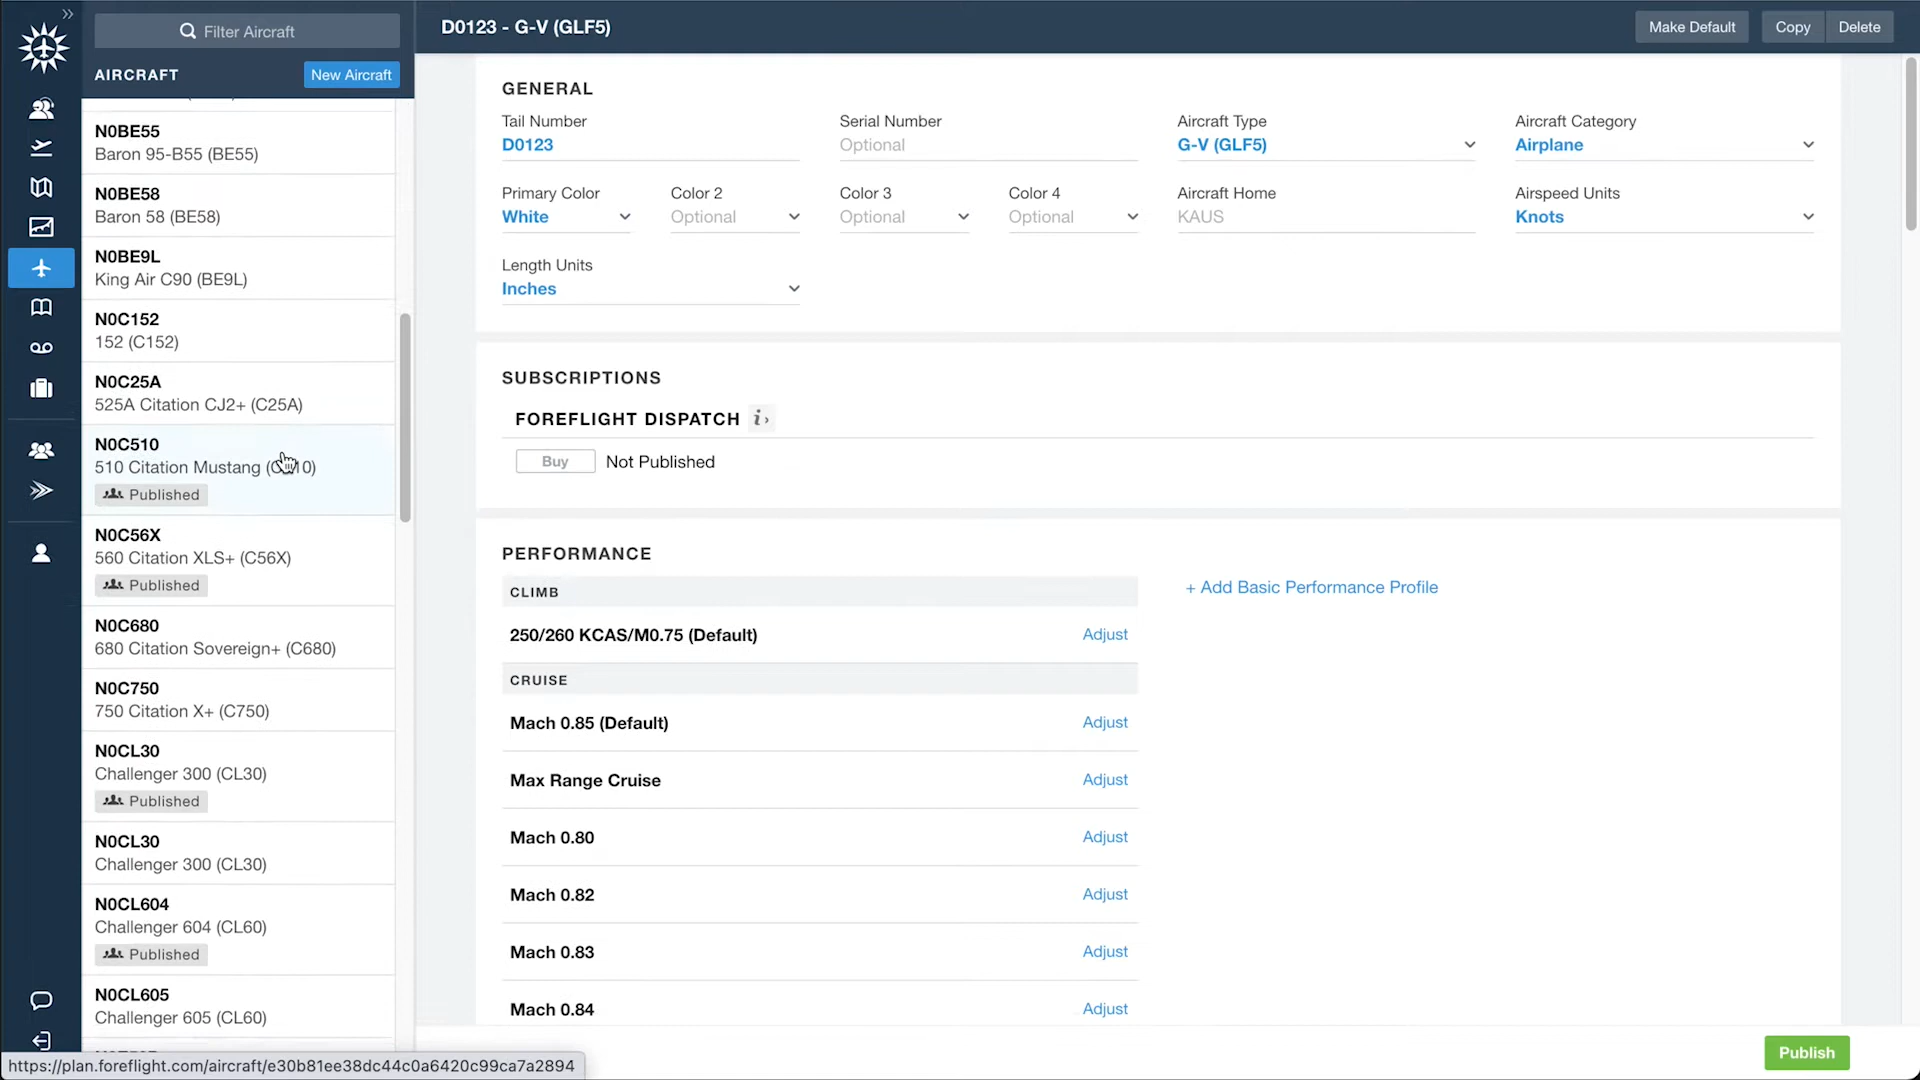 Filter Aircraft
AIRCRAFT
New Aircraft
N0BE55
Baron 95-B55 (BE55)
N0BE58
Baron 58 (BE58)
N0BE9L
King Air C90 (BE9L)
N0C152
152 (C152)
N0C25A
525A Citation CJ2+ (C25A)
N0C510
510 Citation Mustang
Published
N0C56X
560 Citation XLS+ (C56X)
Published
N0C680
680 Citation Sovereign+ (C680)
N0C750
750 Citation X+ (C750)
N0CL30
Challenger 300 (CL30)
Published
N0CL30
Challenger 300 (CL30)
N0CL604
Challenger 604 (CL60)
Published
N0CL605
Challenger 605 (CL60)
https://plan.foreflight.com/aircraft/e30b81ee38dc44c0a6420c99ca7a2894
D0123 - G-V (GLF5)
Make Default
Copy
Delete
GENERAL
Tail Number
D0123
Serial Number
Optional
Aircraft Type
G-V (GLF5)
Aircraft Category
Airplane
Primary Color
White
Color 2
Optional
Color 3
Optional
Color 4
Optional
Aircraft Home
KAUS
Airspeed Units
Knots
Length Units
Inches
SUBSCRIPTIONS
FOREFLIGHT DISPATCH i ›
Buy
Not Published
PERFORMANCE
CLIMB
250/260 KCAS/M0.75 (Default)
Adjust
CRUISE
Mach 0.85 (Default)
Adjust
Max Range Cruise
Adjust
Mach 0.80
Adjust
Mach 0.82
Adjust
Mach 0.83
Adjust
Mach 0.84
Adjust
+ Add Basic Performance Profile
Publish